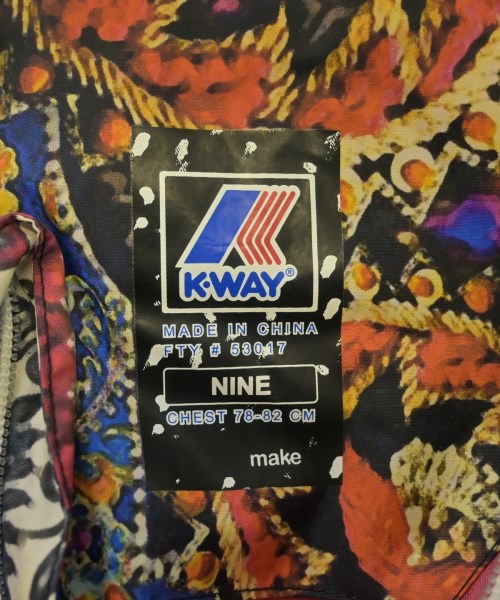 K·WAY®
MADE IN CHINA
FTY # 53017
NINE
CHEST 78-82 CM
make